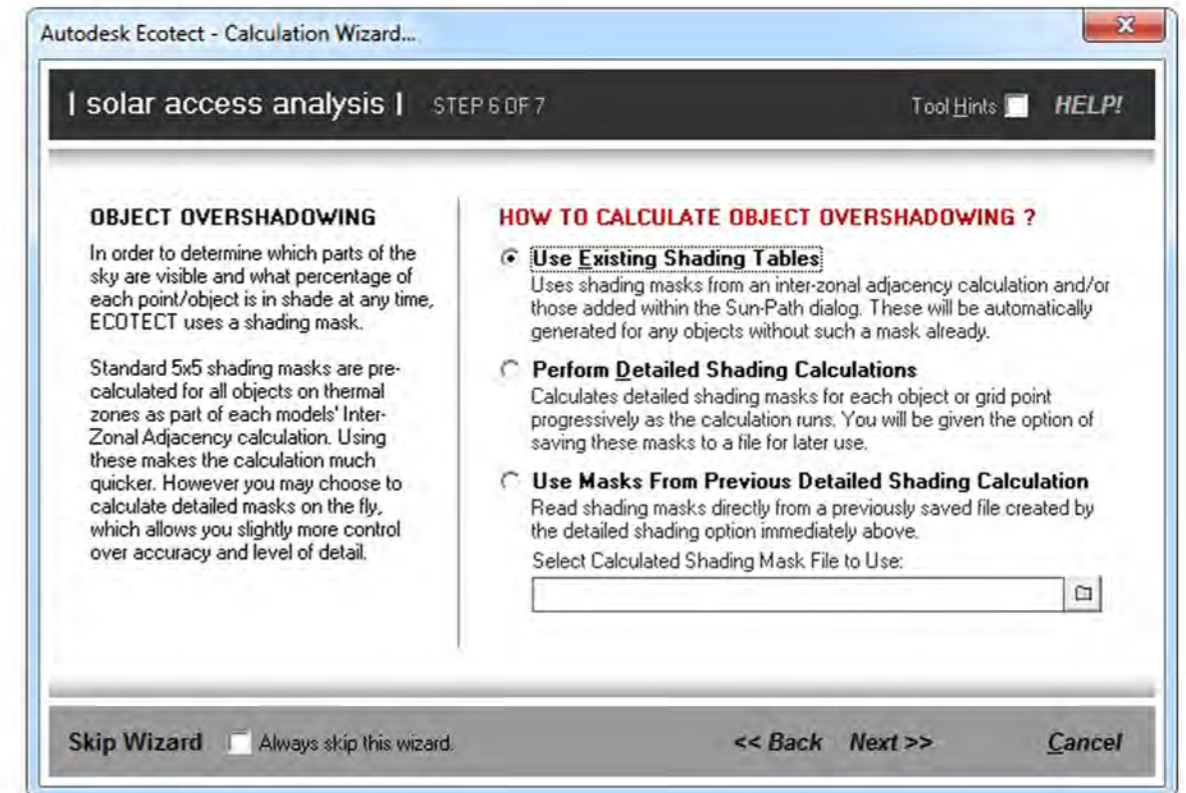 Autodesk Ecotect - Calculation Wizard...
| solar access analysis | STEP 6 OF 7
Tool Hints HELP!
OBJECT OVERSHADOWING
In order to determine which parts of the
sky are visible and what percentage of
each point/object is in shade at any time,
ECOTECT uses a shading mask.
Standard 5x5 shading masks are pre-
calculated for all objects on thermal
zones as part of each models' Inter-
Zonal Adjacency calculation. Using
these makes the calculation much
quicker. However you may choose to
calculate detailed masks on the fly,
which allows you slightly more control
over accuracy and level of detail.
HOW TO CALCULATE OBJECT OVERSHADOWING ?
Use Existing Shading Tables
Uses shading masks from an inter-zonal adjacency calculation and/or
those added within the Sun-Path dialog. These will be automatically
generated for any objects without such a mask already.
Perform Detailed Shading Calculations
Calculates detailed shading masks for each object or grid point
progressively as the calculation runs. You will be given the option of
saving these masks to a file for later use.
Use Masks From Previous Detailed Shading Calculation
Read shading masks directly from a previously saved file created by
the detailed shading option immediately above.
Select Calculated Shading Mask File to Use:
Skip Wizard Always skip this wizard.
<< Back Next >> Cancel